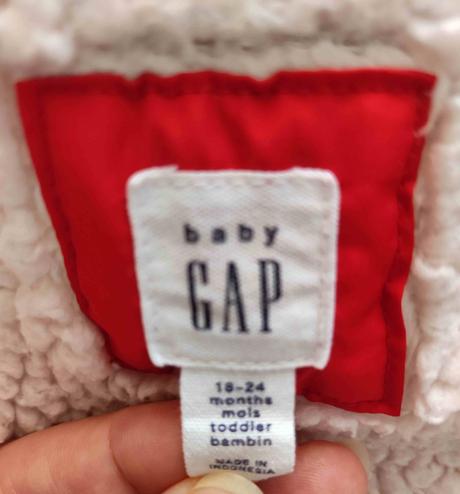 baby
GAP
18-24
months
mois
toddler
bambin
MADE IN
INDONESIA